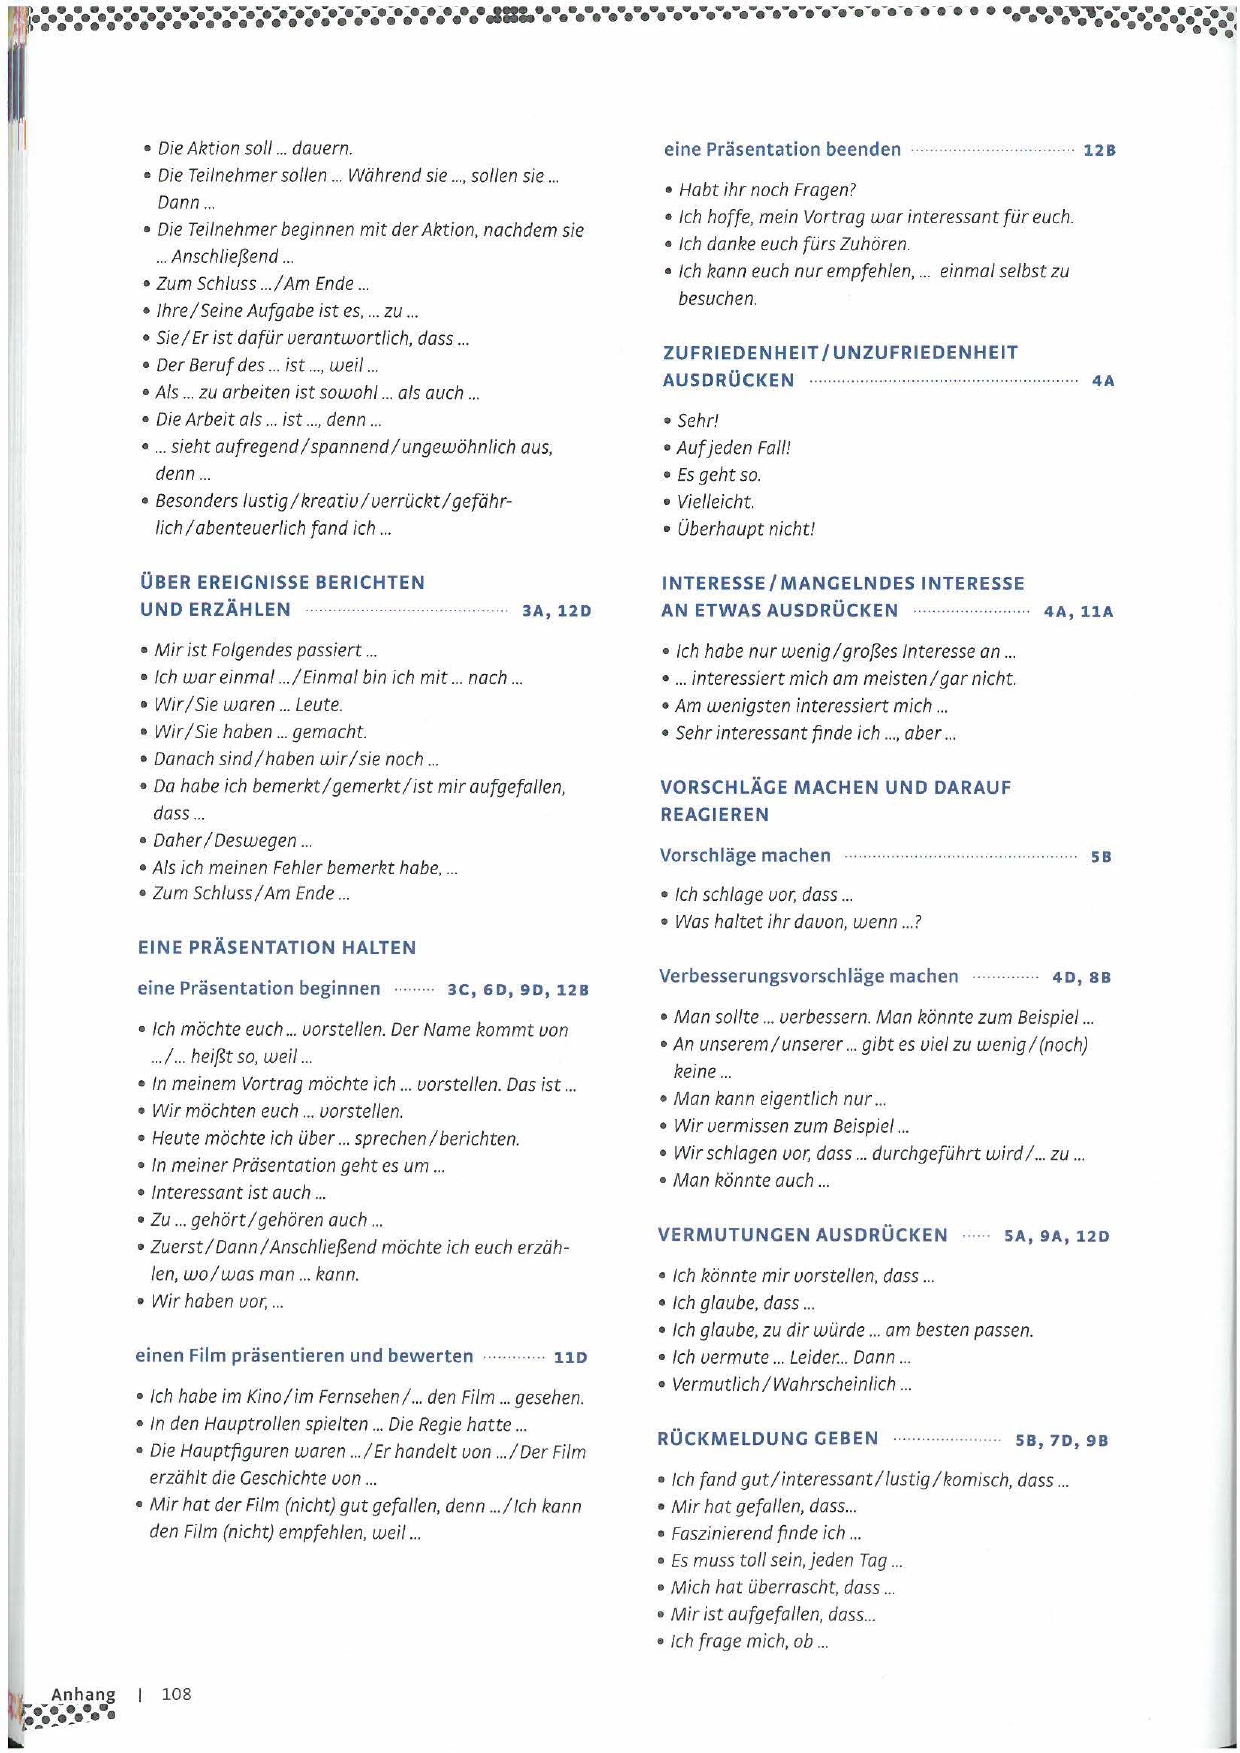 • Die Aktion soll ... dauern.
• Die Teilnehmer sollen ... Während sie ..., sollen sie ...
Dann ...
• Die Teilnehmer beginnen mit der Aktion, nachdem sie
... Anschließend ...
• Zum Schluss .../Am Ende ...
• Ihre/Seine Aufgabe ist es, ... zu ...
• Sie/Er ist dafür verantwortlich, dass ...
• Der Beruf des ... ist ..., weil ...
• Als ... zu arbeiten ist sowohl ... als auch ...
• Die Arbeit als ... ist ..., denn ...
• ... sieht aufregend/spannend/ungewöhnlich aus,
denn ...
• Besonders lustig/kreativ/verrückt/gefähr-
lich/abenteuerlich fand ich ...
ÜBER EREIGNISSE BERICHTEN
UND ERZÄHLEN ........ 3A, 12D
• Mir ist Folgendes passiert ...
• Ich war einmal .../Einmal bin ich mit ... nach ...
• Wir/Sie waren ... Leute.
• Wir/Sie haben ... gemacht.
• Danach sind/haben wir/sie noch ...
• Da habe ich bemerkt/gemerkt/ist mir aufgefallen,
dass ...
• Daher/Deswegen ...
• Als ich meinen Fehler bemerkt habe, ...
• Zum Schluss/Am Ende ...
EINE PRÄSENTATION HALTEN
eine Präsentation beginnen ........ 3C, 6D, 9D, 12B
• Ich möchte euch ... vorstellen. Der Name kommt von
.../... heißt so, weil ...
• In meinem Vortrag möchte ich ... vorstellen. Das ist ...
• Wir möchten euch ... vorstellen.
• Heute möchte ich über ... sprechen/berichten.
• In meiner Präsentation geht es um ...
• Interessant ist auch ...
• Zu ... gehört/gehören auch ...
• Zuerst/Dann/Anschließend möchte ich euch erzäh-
len, wo/was man ... kann.
• Wir haben vor, ...
einen Film präsentieren und bewerten ........ 11D
• Ich habe im Kino/im Fernsehen/... den Film ... gesehen.
• In den Hauptrollen spielten ... Die Regie hatte ...
• Die Hauptfiguren waren .../Er handelt von .../Der Film
erzählt die Geschichte von ...
• Mir hat der Film (nicht) gut gefallen, denn .../Ich kann
den Film (nicht) empfehlen, weil ...
eine Präsentation beenden ........ 12B
• Habt ihr noch Fragen?
• Ich hoffe, mein Vortrag war interessant für euch.
• Ich danke euch fürs Zuhören.
• Ich kann euch nur empfehlen, ... einmal selbst zu
besuchen.
ZUFRIEDENHEIT/UNZUFRIEDENHEIT
AUSDRÜCKEN ........ 4A
• Sehr!
• Auf jeden Fall!
• Es geht so.
• Vielleicht.
• Überhaupt nicht!
INTERESSE/MANGELNDES INTERESSE
AN ETWAS AUSDRÜCKEN ........ 4A, 11A
• Ich habe nur wenig/großes Interesse an ...
• ... interessiert mich am meisten/gar nicht.
• Am wenigsten interessiert mich ...
• Sehr interessant finde ich ..., aber ...
VORSCHLÄGE MACHEN UND DARAUF
REAGIEREN
Vorschläge machen ........ 5B
• Ich schlage vor, dass ...
• Was haltet ihr davon, wenn ...?
Verbesserungsvorschläge machen ........ 4D, 8B
• Man sollte ... verbessern. Man könnte zum Beispiel ...
• An unserem/unserer ... gibt es viel zu wenig/(noch)
keine ...
• Man kann eigentlich nur ...
• Wir vermissen zum Beispiel ...
• Wir schlagen vor, dass ... durchgeführt wird/... zu ...
• Man könnte auch ...
VERMUTUNGEN AUSDRÜCKEN ...... 5A, 9A, 12D
• Ich könnte mir vorstellen, dass ...
• Ich glaube, dass ...
• Ich glaube, zu dir würde ... am besten passen.
• Ich vermute ... Leider... Dann ...
• Vermutlich/Wahrscheinlich ...
RÜCKMELDUNG GEBEN ........ 5B, 7D, 9B
• Ich fand gut/interessant/lustig/komisch, dass ...
• Mir hat gefallen, dass...
• Faszinierend finde ich ...
• Es muss toll sein, jeden Tag ...
• Mich hat überrascht, dass ...
• Mir ist aufgefallen, dass...
• Ich frage mich, ob ...
Anhang | 108